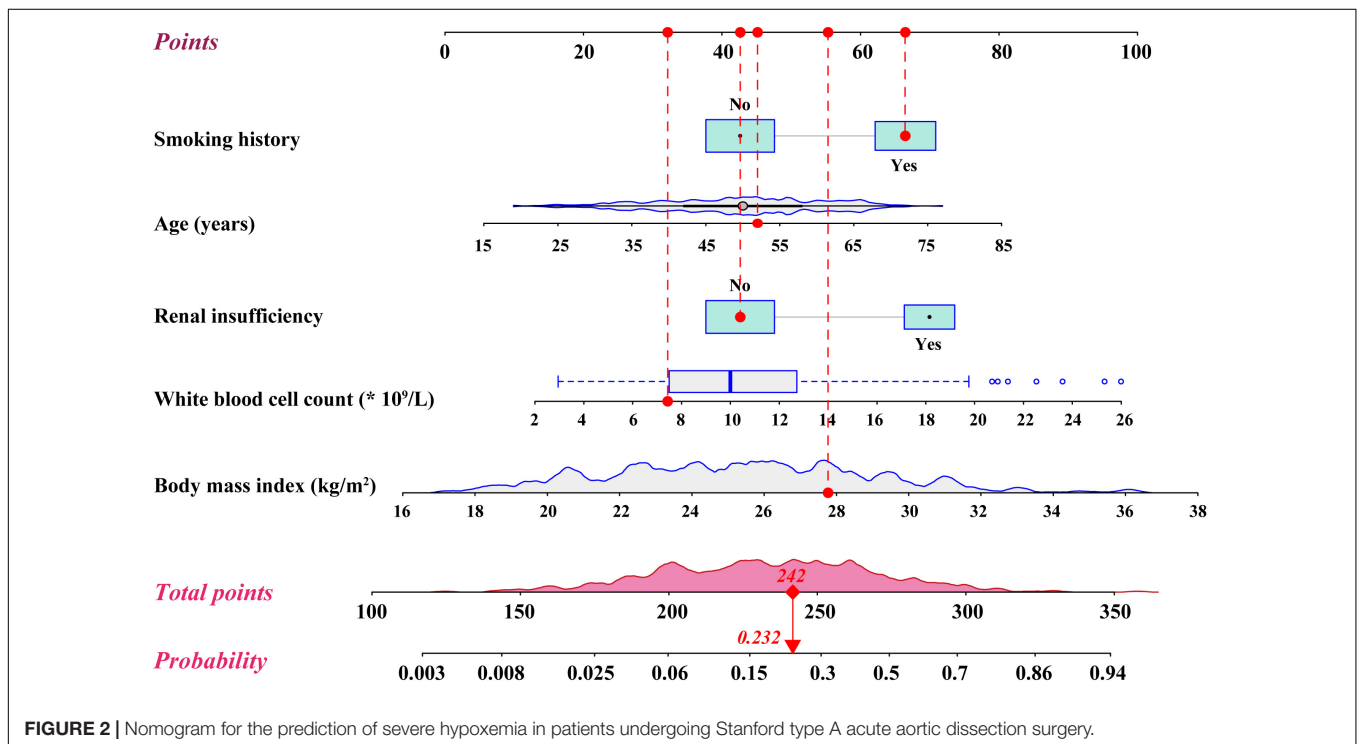 Points
0 20 40 60 80 100
No
Smoking history
Yes
Age (years)
15 25 35 45 55 65 75 85
No
Renal insufficiency
Yes
White blood cell count (* 10⁹/L)
2 4 6 8 10 12 14 16 18 20 22 24 26
Body mass index (kg/m²)
16 18 20 22 24 26 28 30 32 34 36 38
242
Total points
100 150 200 250 300 350
0.232
Probability
0.003 0.008 0.025 0.06 0.15 0.3 0.5 0.7 0.86 0.94
FIGURE 2 | Nomogram for the prediction of severe hypoxemia in patients undergoing Stanford type A acute aortic dissection surgery.